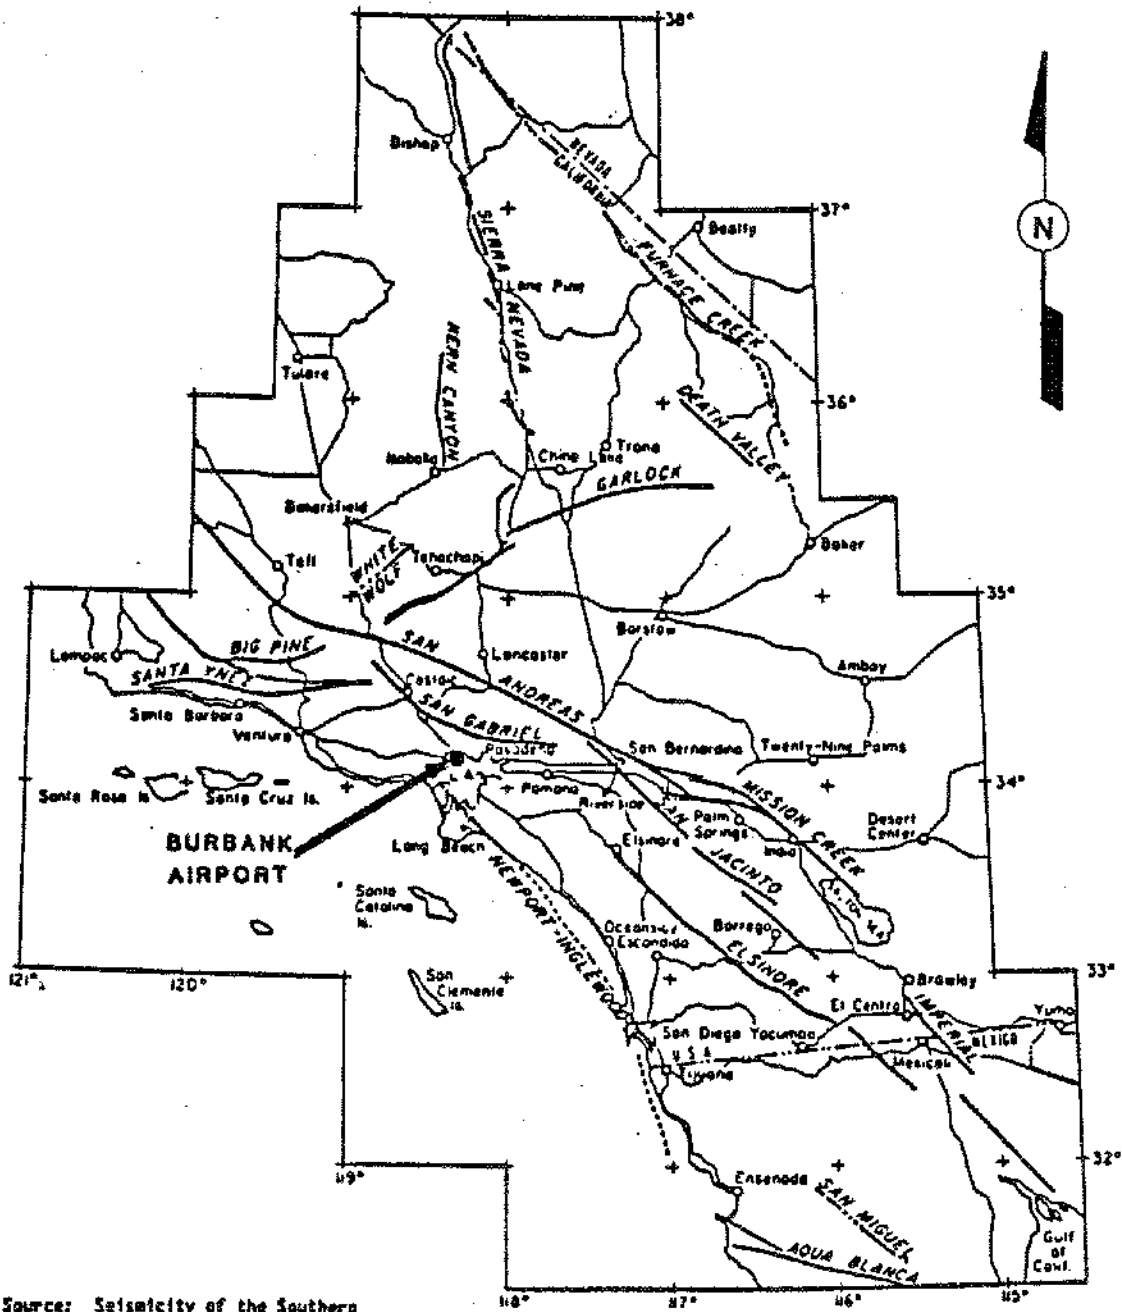 38°
N
Bishop
NEVADA
CALIFORNIA
37°
Beatty
SIERRA NEVADA
FURNACE CREEK
Lone Pine
KERN CANYON
Tulare
36°
DEATH VALLEY
Isabella
China Lake
Trona
GARLOCK
Bakersfield
Baker
WHITE WOLF
Tehachapi
Taft
35°
Barstow
BIG PINE
SAN ANDREAS
Lancaster
Lompoc
Amboy
SANTA YNEZ
Castaic
Santa Barbara
SAN GABRIEL
Ventura
Pasadena
San Bernardino
Twenty-Nine Palms
34°
L.A.
Santa Rosa Is.
Santa Cruz Is.
Pomona
Riverside
MISSION CREEK
Palm Springs
Desert Center
BURBANK
AIRPORT
Long Beach
Elsinore
SAN JACINTO
Indio
Santa Catalina Is.
NEWPORT-INGLEWOOD
Oceanside
Escondido
Borrego
ELSINORE
121°
120°
San Clemente Is.
33°
Brawley
El Centro
IMPERIAL
Yuma
San Diego
U S A
MEXICO
Tijuana
Mexicali
119°
32°
Ensenada
SAN MIGUEL
AQUA BLANCA
Gulf of Calif.
118°
117°
116°
115°
Source: Seismicity of the Southern